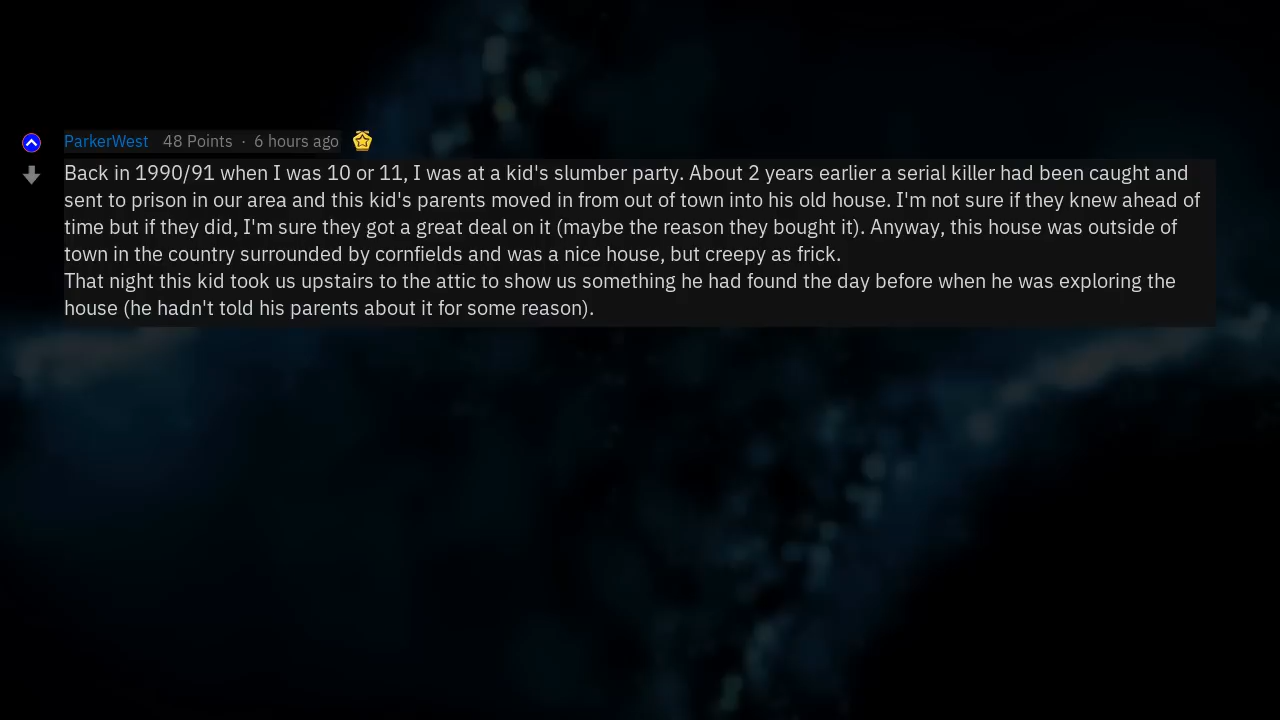 ParkerWest 48 Points · 6 hours ago
Back in 1990/91 when I was 10 or 11, I was at a kid's slumber party. About 2 years earlier a serial killer had been caught and
sent to prison in our area and this kid's parents moved in from out of town into his old house. I'm not sure if they knew ahead of
time but if they did, I'm sure they got a great deal on it (maybe the reason they bought it). Anyway, this house was outside of
town in the country surrounded by cornfields and was a nice house, but creepy as frick.
That night this kid took us upstairs to the attic to show us something he had found the day before when he was exploring the
house (he hadn't told his parents about it for some reason).